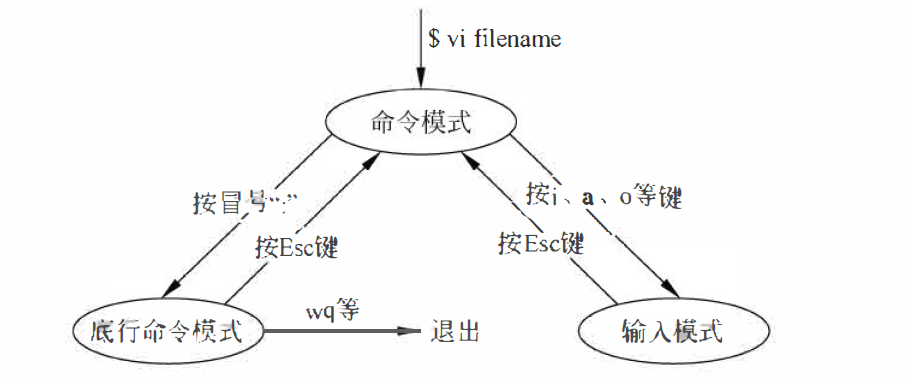 $ vi filename
命令模式
按冒号“:”
按i、a、o等键
按Esc键
按Esc键
wq等
底行命令模式
退出
输入模式